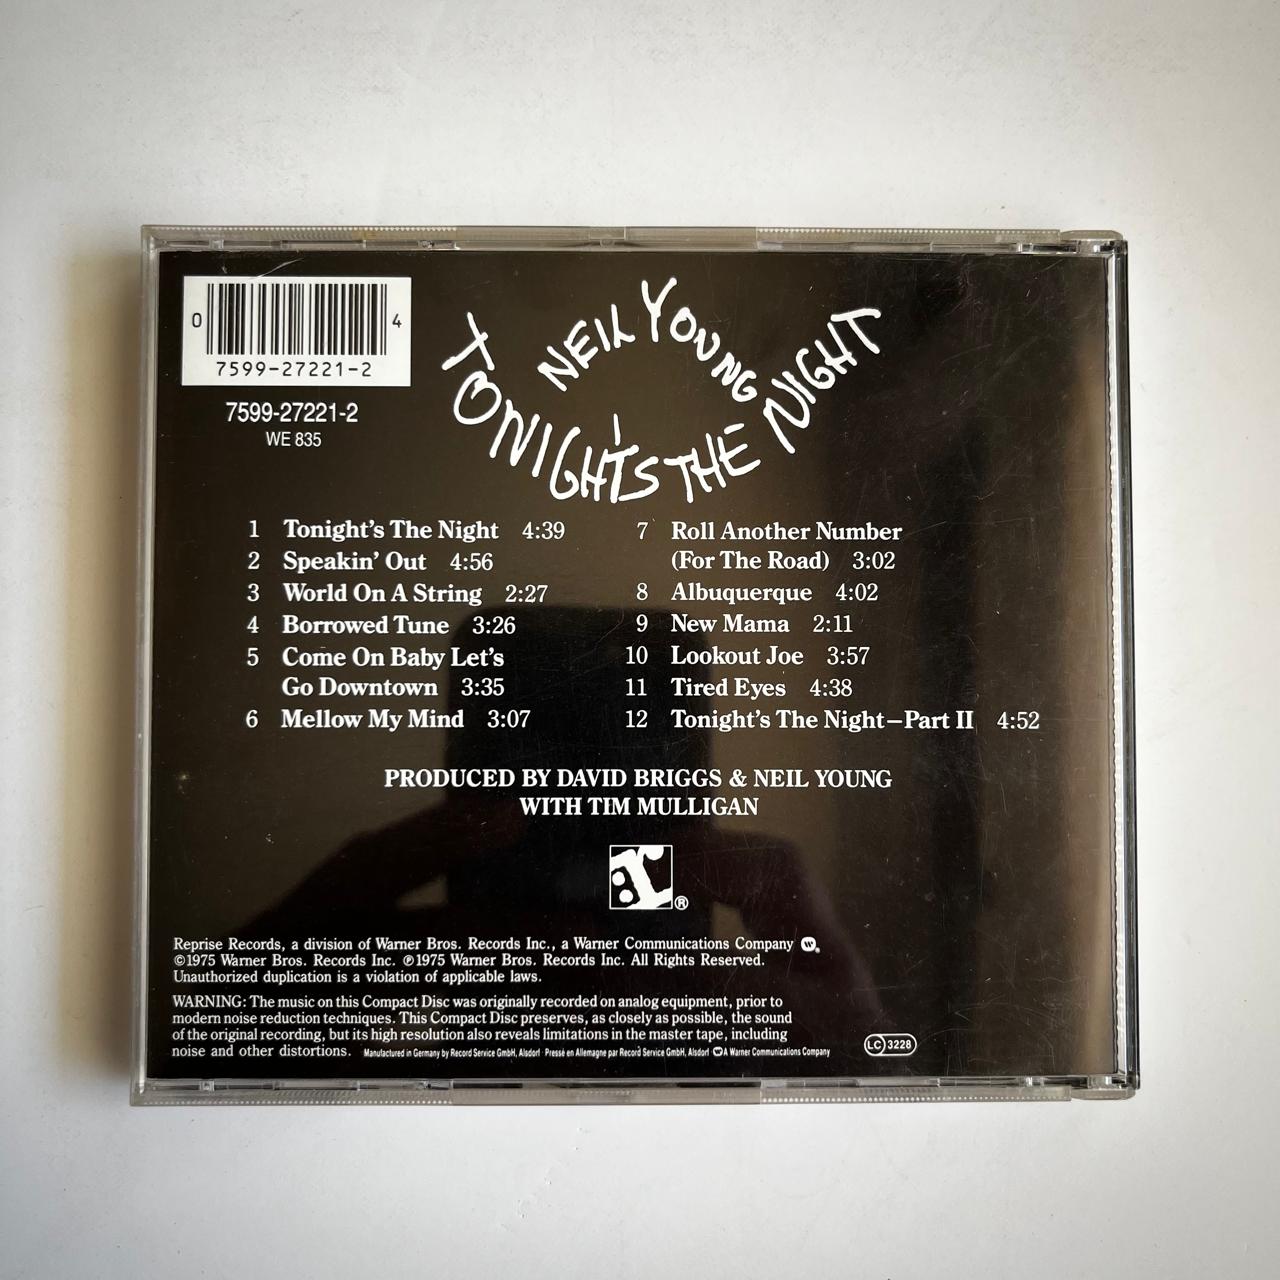 0 4
7599-27221-2
7599-27221-2
WE 835
NEIL YOUNG
TONIGHT'S THE NIGHT
1 Tonight's The Night 4:39
2 Speakin' Out 4:56
3 World On A String 2:27
4 Borrowed Tune 3:26
5 Come On Baby Let's
Go Downtown 3:35
6 Mellow My Mind 3:07
7 Roll Another Number
(For The Road) 3:02
8 Albuquerque 4:02
9 New Mama 2:11
10 Lookout Joe 3:57
11 Tired Eyes 4:38
12 Tonight's The Night–Part II 4:52
PRODUCED BY DAVID BRIGGS & NEIL YOUNG
WITH TIM MULLIGAN
:r ®
Reprise Records, a division of Warner Bros. Records Inc., a Warner Communications Company
©1975 Warner Bros. Records Inc. ℗1975 Warner Bros. Records Inc. All Rights Reserved.
Unauthorized duplication is a violation of applicable laws.
WARNING: The music on this Compact Disc was originally recorded on analog equipment, prior to
modern noise reduction techniques. This Compact Disc preserves, as closely as possible, the sound
of the original recording, but its high resolution also reveals limitations in the master tape, including
noise and other distortions. Manufactured in Germany by Record Service GmbH, Alsdorf · Pressé en Allemagne par Record Service GmbH, Alsdorf A Warner Communications Company
LC 3228